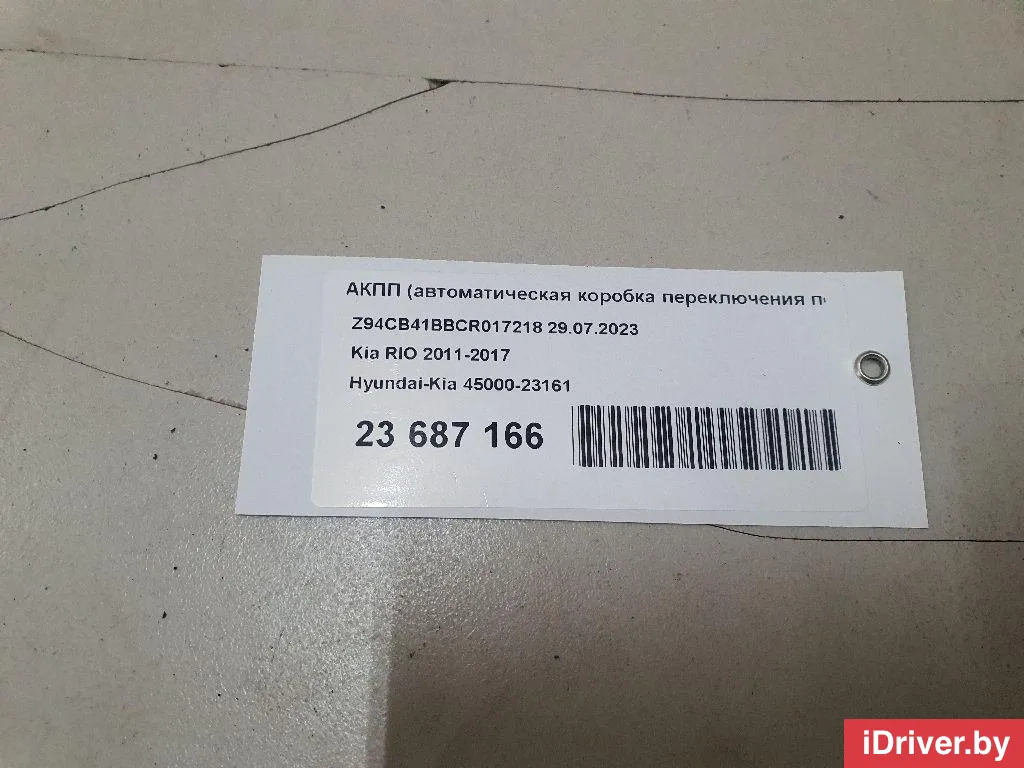 АКПП (автоматическая коробка переключения п
Z94CB41BBCR017218 29.07.2023
Kia RIO 2011-2017
Hyundai-Kia 45000-23161
23 687 166
iDriver.by